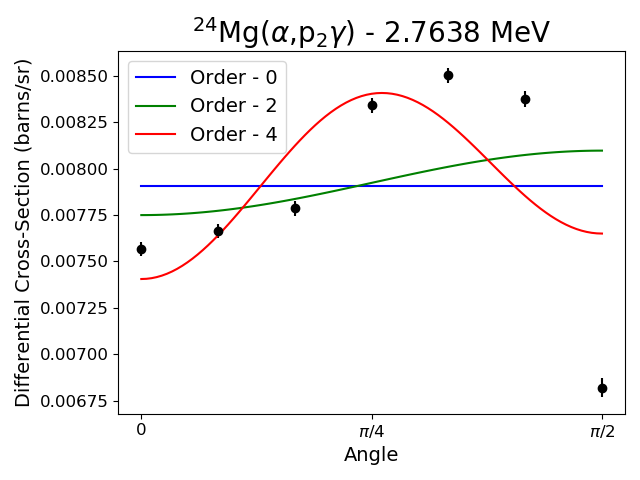 ²⁴Mg(α,p₂γ) - 2.7638 MeV
Order - 0
Order - 2
Order - 4
Differential Cross-Section (barns/sr)
0.00850
0.00825
0.00800
0.00775
0.00750
0.00725
0.00700
0.00675
0
π/4
π/2
Angle